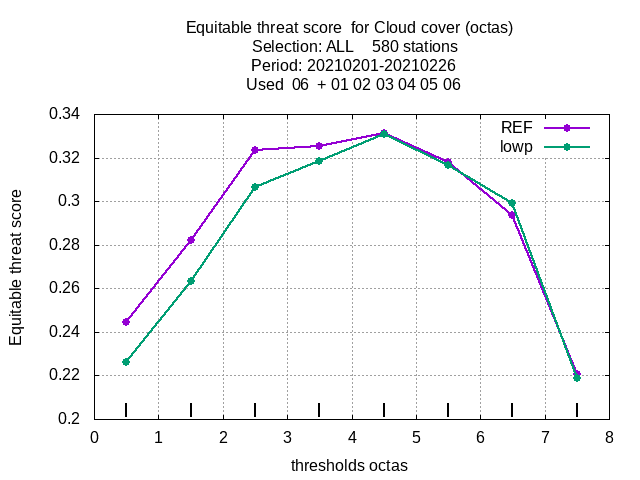 Equitable threat score  for Cloud cover (octas)
Selection: ALL    580 stations
Period: 20210201-20210226
Used  06  + 01 02 03 04 05 06
REF
lowp
0.34
0.32
0.3
0.28
0.26
0.24
0.22
0.2
Equitable threat score
0 1 2 3 4 5 6 7 8
thresholds octas